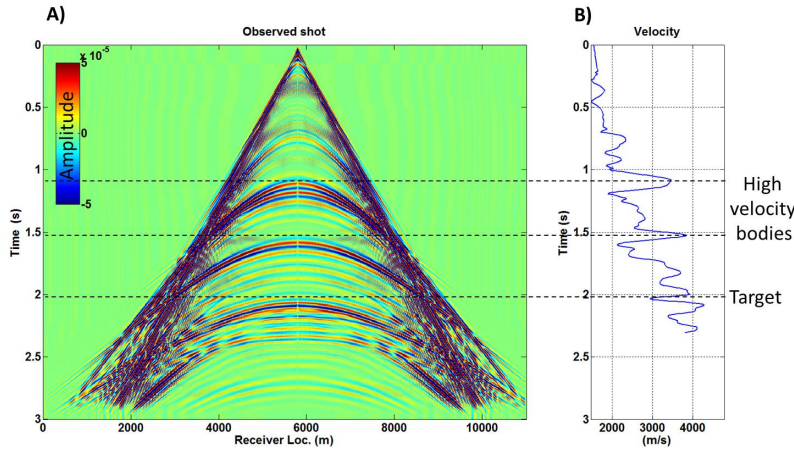 A)
B)
Observed shot
Velocity
x 10^-5
5
0
-5
Amplitude
0
0.5
1
1.5
2
2.5
3
Time (s)
0
2000
4000
6000
8000
10000
Receiver Loc. (m)
0
0.5
1
1.5
2
2.5
3
Time (s)
2000
3000
4000
(m/s)
High
velocity
bodies
Target